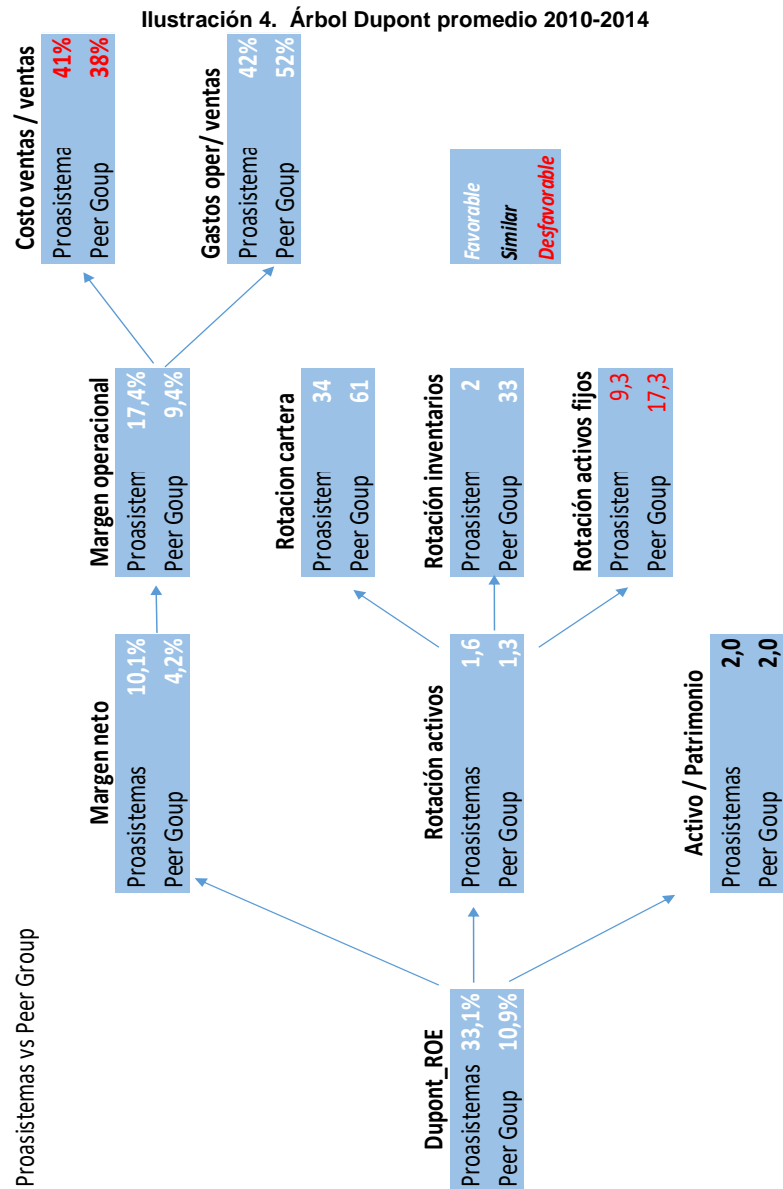 Ilustración 4. Árbol Dupont promedio 2010-2014
Proasistemas vs Peer Group
Dupont_ROE
Proasistemas 33,1%
Peer Goup 10,9%
Margen neto
Proasistemas 10,1%
Peer Goup 4,2%
Rotación activos
Proasistemas 1,6
Peer Goup 1,3
Activo / Patrimonio
Proasistemas 2,0
Peer Goup 2,0
Margen operacional
Proasistem 17,4%
Peer Goup 9,4%
Rotacion cartera
Proasistem 34
Peer Goup 61
Rotación inventarios
Proasistem 2
Peer Goup 33
Rotación activos fijos
Proasistem 9,3
Peer Goup 17,3
Costo ventas / ventas
Proasistema 41%
Peer Goup 38%
Gastos oper/ ventas
Proasistema 42%
Peer Goup 52%
Favorable
Similar
Desfavorable